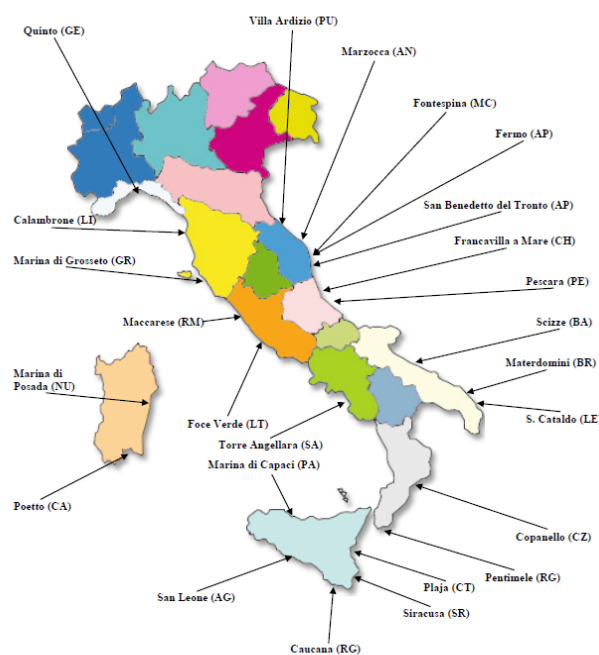 Villa Ardizio (PU)
Quinto (GE)
Marzocca (AN)
Fontespina (MC)
Fermo (AP)
San Benedetto del Tronto (AP)
Calambrone (LI)
Francavilla a Mare (CH)
Marina di Grosseto (GR)
Pescara (PE)
Maccarese (RM)
Scizze (BA)
Marina di
Posada (NU)
Materdomini (BR)
Foce Verde (LT)
S. Cataldo (LE
Torre Angellara (SA)
Marina di Capaci (PA)
Poetto (CA)
Copanello (CZ)
Pentimele (RG)
Plaja (CT)
San Leone (AG)
Siracusa (SR)
Caucana (RG)